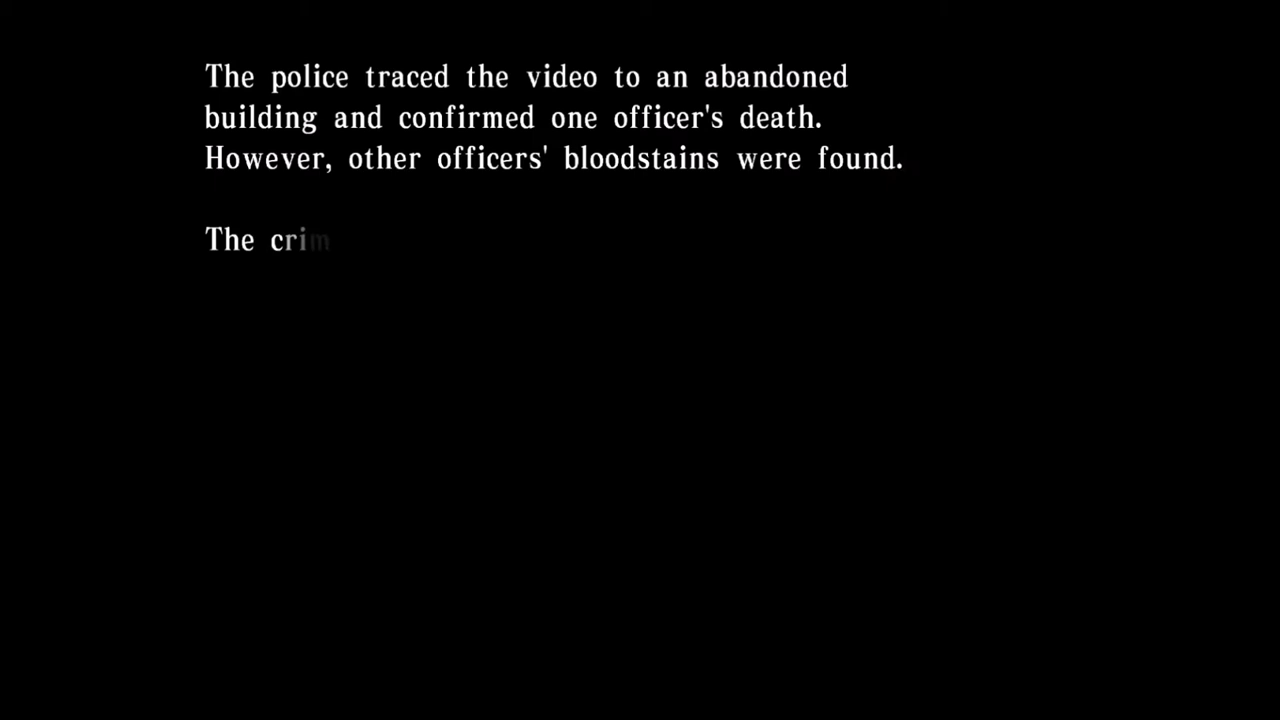 The police traced the video to an abandoned
building and confirmed one officer's death.
However, other officers' bloodstains were found.
The crim